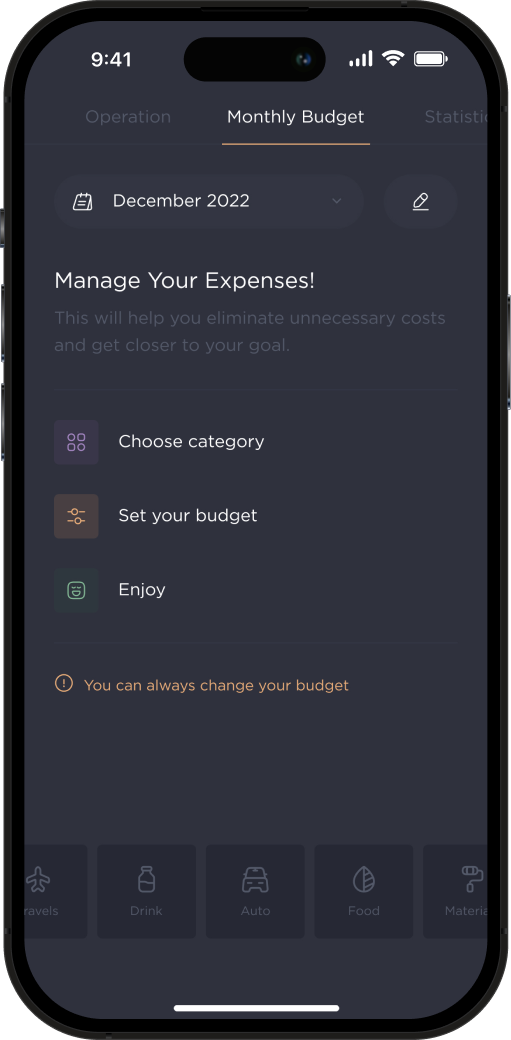 9:41
Operation
Monthly Budget
Statistic
December 2022
Manage Your Expenses!
This will help you eliminate unnecessary costs
and get closer to your goal.
Choose category
Set your budget
Enjoy
You can always change your budget
ravels
Drink
Auto
Food
Materia